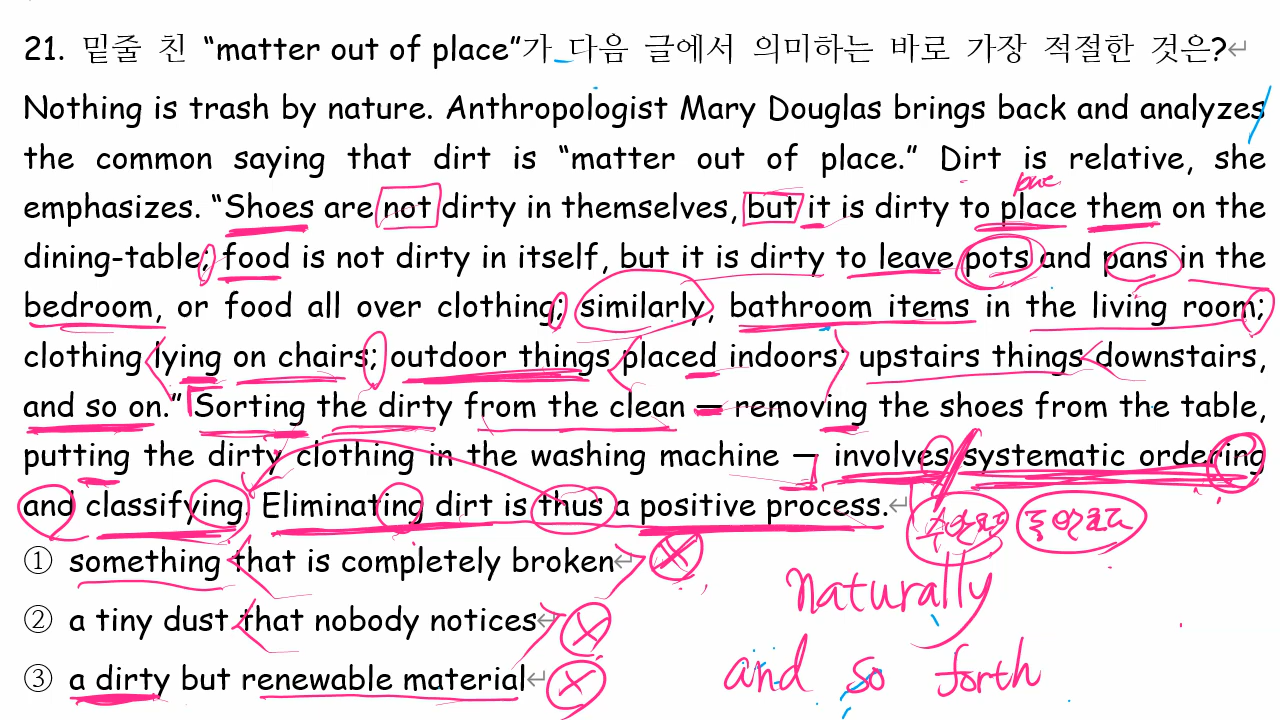 21. 밑줄 친 “matter out of place”가 다음 글에서 의미하는 바로 가장 적절한 것은?
Nothing is trash by nature. Anthropologist Mary Douglas brings back and analyzes
the common saying that dirt is “matter out of place.” Dirt is relative, she
emphasizes. “Shoes are not dirty in themselves, but it is dirty to place them on the
dining-table; food is not dirty in itself, but it is dirty to leave pots and pans in the
bedroom, or food all over clothing; similarly, bathroom items in the living room;
clothing lying on chairs; outdoor things placed indoors; upstairs things downstairs,
and so on.” Sorting the dirty from the clean — removing the shoes from the table,
putting the dirty clothing in the washing machine — involves systematic ordering
and classifying. Eliminating dirt is thus a positive process.
① something that is completely broken
naturally
② a tiny dust that nobody notices
③ a dirty but renewable material
and so forth